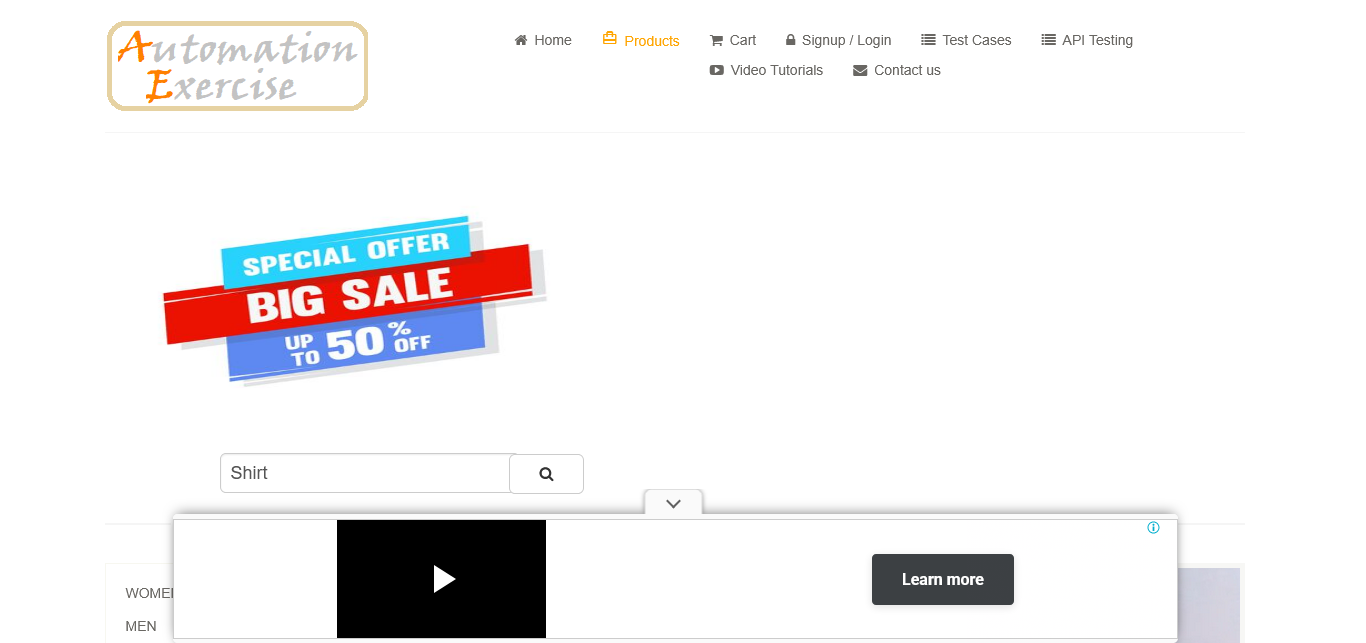 Automation
Exercise
Home
Products
Cart
Signup / Login
Test Cases
API Testing
Video Tutorials
Contact us
SPECIAL OFFER
BIG SALE
UP TO 50% OFF
Shirt
Learn more
WOME
MEN